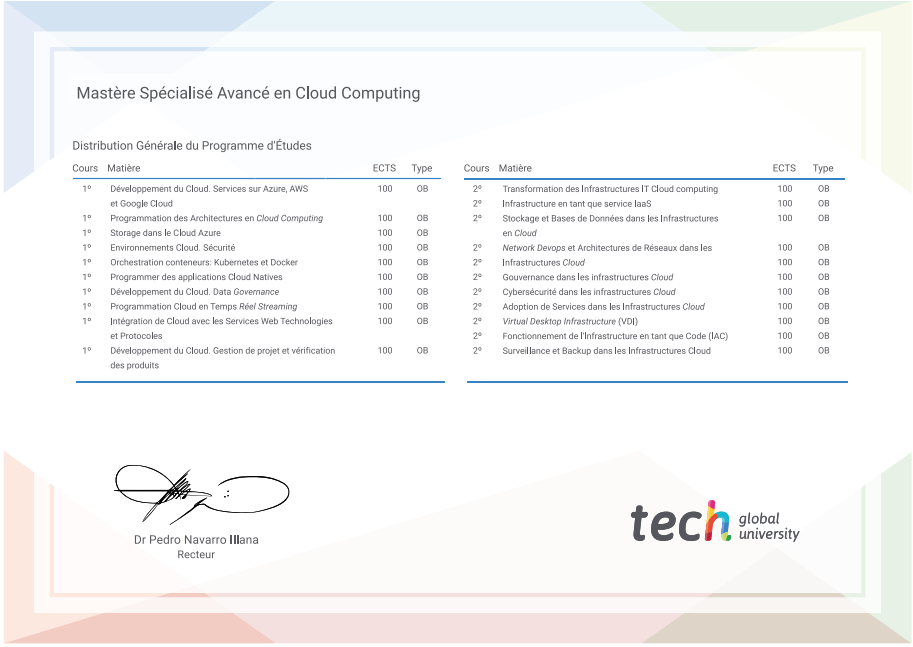 Mastère Spécialisé Avancé en Cloud Computing
Distribution Générale du Programme d'Études
Cours Matière ECTS Type
1º Développement du Cloud. Services sur Azure, AWS 100 OB
et Google Cloud
1º Programmation des Architectures en Cloud Computing 100 OB
1º Storage dans le Cloud Azure 100 OB
1º Environnements Cloud. Sécurité 100 OB
1º Orchestration conteneurs: Kubernetes et Docker 100 OB
1º Programmer des applications Cloud Natives 100 OB
1º Développement du Cloud. Data Governance 100 OB
1º Programmation Cloud en Temps Réel Streaming 100 OB
1º Intégration de Cloud avec les Services Web Technologies 100 OB
et Protocoles
1º Développement du Cloud. Gestion de projet et vérification 100 OB
des produits
Cours Matière ECTS Type
2º Transformation des Infrastructures IT Cloud computing 100 OB
2º Infrastructure en tant que service IaaS 100 OB
2º Stockage et Bases de Données dans les Infrastructures 100 OB
en Cloud
2º Network Devops et Architectures de Réseaux dans les 100 OB
2º Infrastructures Cloud 100 OB
2º Gouvernance dans les infrastructures Cloud 100 OB
2º Cybersécurité dans les infrastructures Cloud 100 OB
2º Adoption de Services dans les Infrastructures Cloud 100 OB
2º Virtual Desktop Infrastructure (VDI) 100 OB
2º Fonctionnement de l'Infrastructure en tant que Code (IAC) 100 OB
2º Surveillance et Backup dans les Infrastructures Cloud 100 OB
Dr Pedro Navarro Illana
Recteur
tech global
university